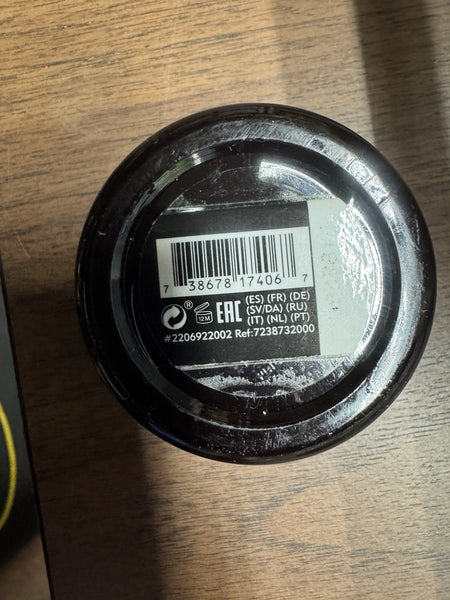 7 38678 17406 7
® 12M EAC (ES) (FR) (DE)
(SV/DA) (RU)
(IT) (NL) (PT)
#2206922002 Ref:7238732000